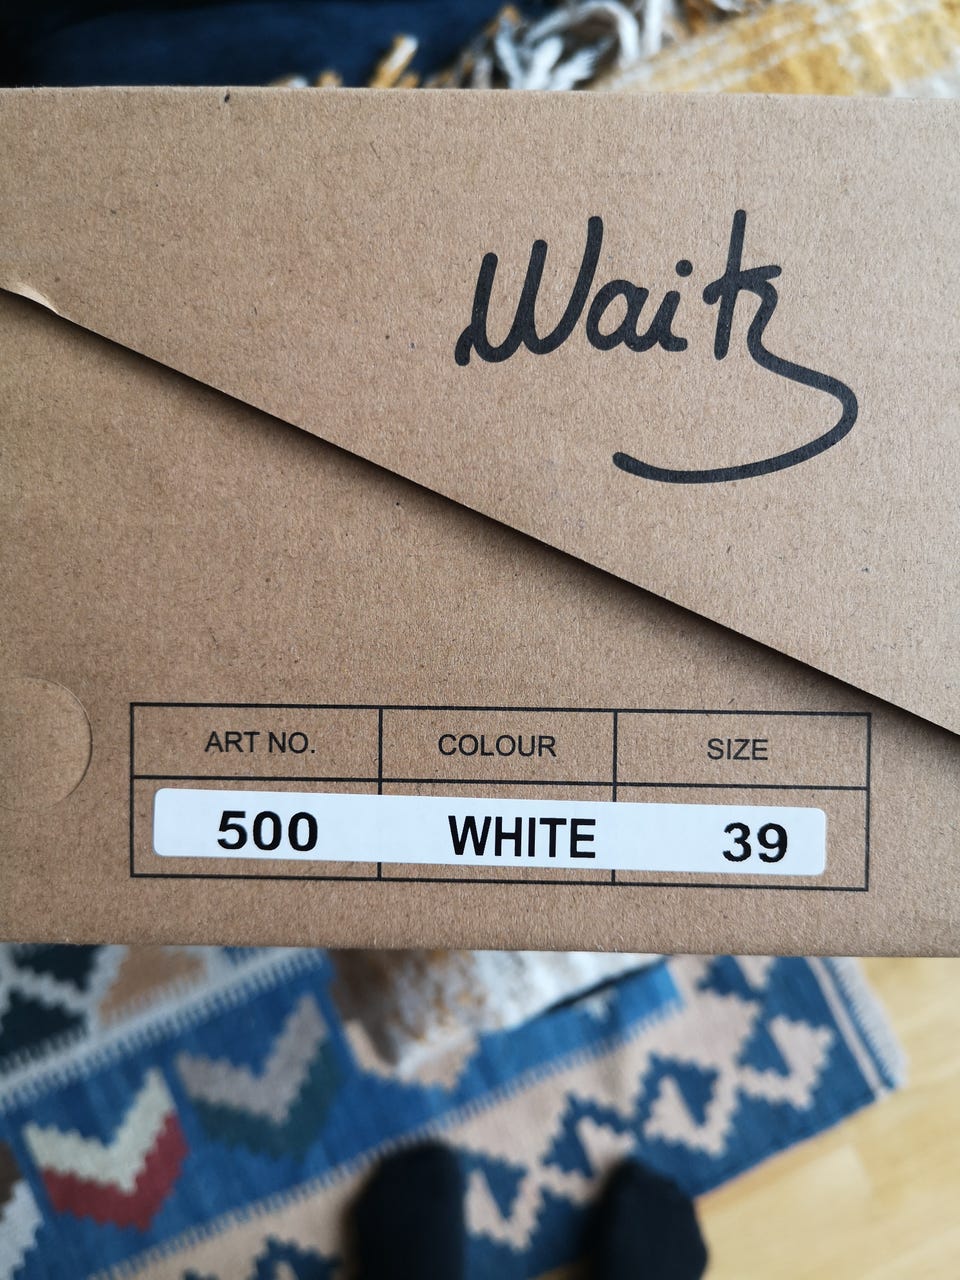 Waitz
ART NO. COLOUR SIZE
500 WHITE 39